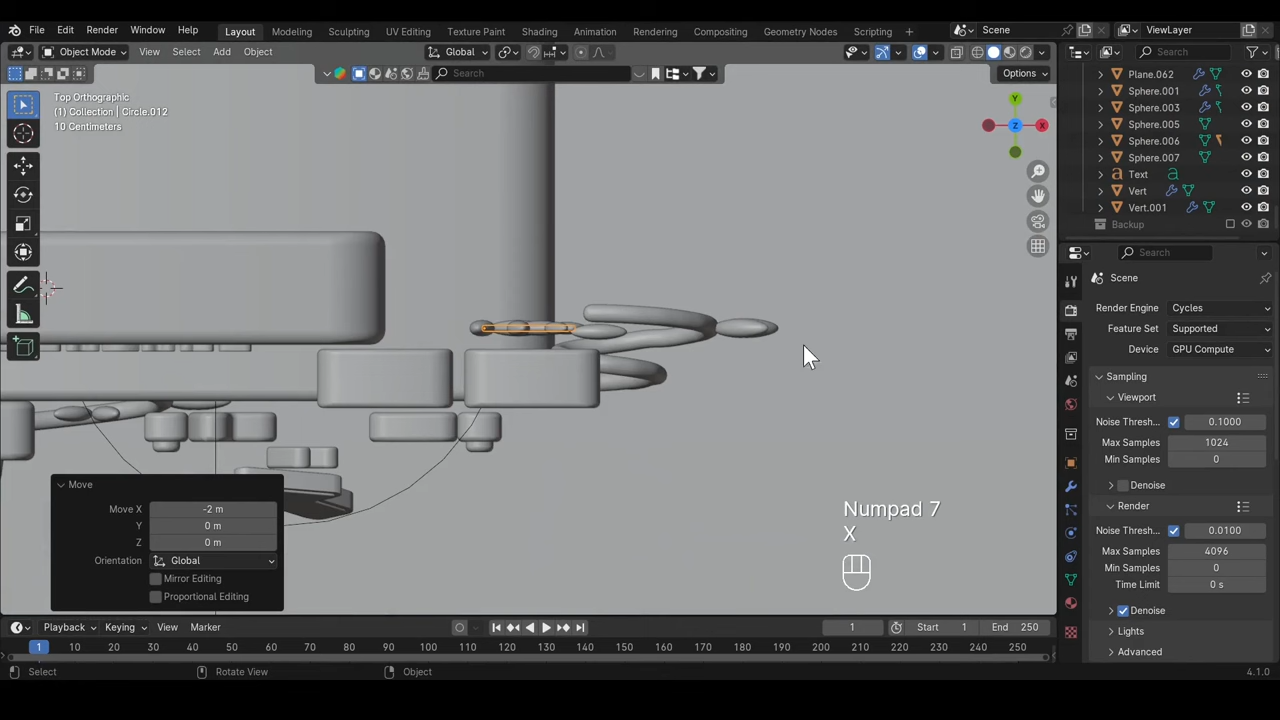 File Edit Render Window Help Layout Modeling Sculpting UV Editing Texture Paint Shading Animation Rendering Compositing Geometry Nodes Scripting Scene ViewLayer
Object Mode View Select Add Object Global Search
Search Options
Top Orthographic
(1) Collection | Circle.012
10 Centimeters
Y
Z X
Plane.062
Sphere.001
Sphere.003
Sphere.005
Sphere.006
Sphere.007
Text
Vert
Vert.001
Backup
Search
Scene
Render Engine Cycles
Feature Set Supported
Device GPU Compute
Sampling
Viewport
Noise Thresh.. 0.1000
Max Samples 1024
Min Samples 0
Denoise
Render
Noise Thresh.. 0.0100
Max Samples 4096
Min Samples 0
Time Limit 0 s
Denoise
Lights
Advanced
Move
Move X -2 m
Y 0 m
Z 0 m
Orientation Global
Mirror Editing
Proportional Editing
Numpad 7
X
Playback Keying View Marker 1 Start 1 End 250
1 10 20 30 40 50 60 70 80 90 100 110 120 130 140 150 160 170 180 190 200 210 220 230 240 250
Select Rotate View Object 4.1.0